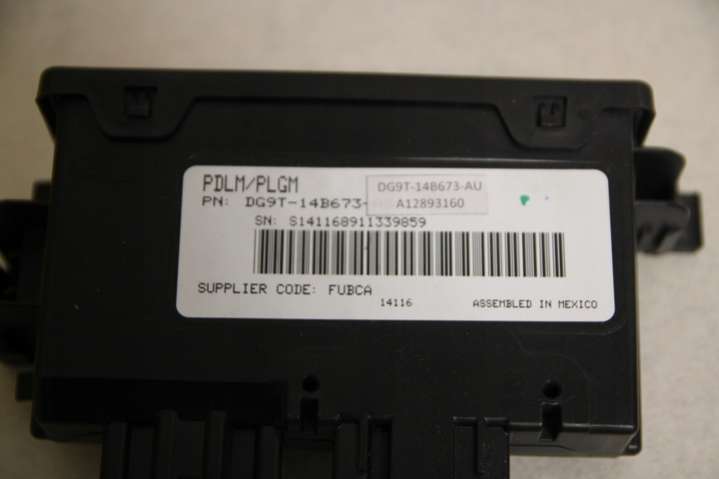 PDLM/PLGM
DG9T-14B673-AU
PN: DG9T-14B673-
A12893160
SN: S141168911339859
SUPPLIER CODE: FUBCA
14116
ASSEMBLED IN MEXICO